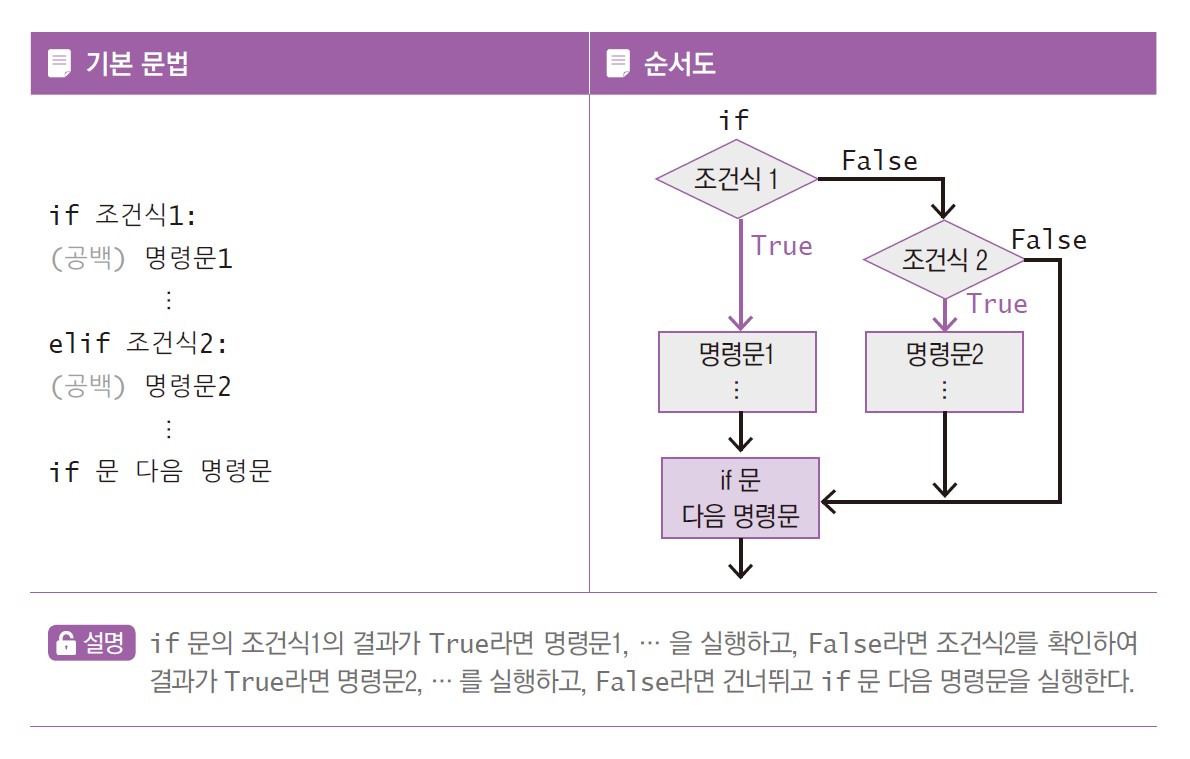 기본 문법
순서도
if 조건식1:
(공백) 명령문1
⋮
elif 조건식2:
(공백) 명령문2
⋮
if 문 다음 명령문
if
조건식 1
False
True
조건식 2
False
True
명령문1
⋮
명령문2
⋮
if 문
다음 명령문
설명
if 문의 조건식1의 결과가 True라면 명령문1, ⋯ 을 실행하고, False라면 조건식2를 확인하여
결과가 True라면 명령문2, ⋯ 를 실행하고, False라면 건너뛰고 if 문 다음 명령문을 실행한다.